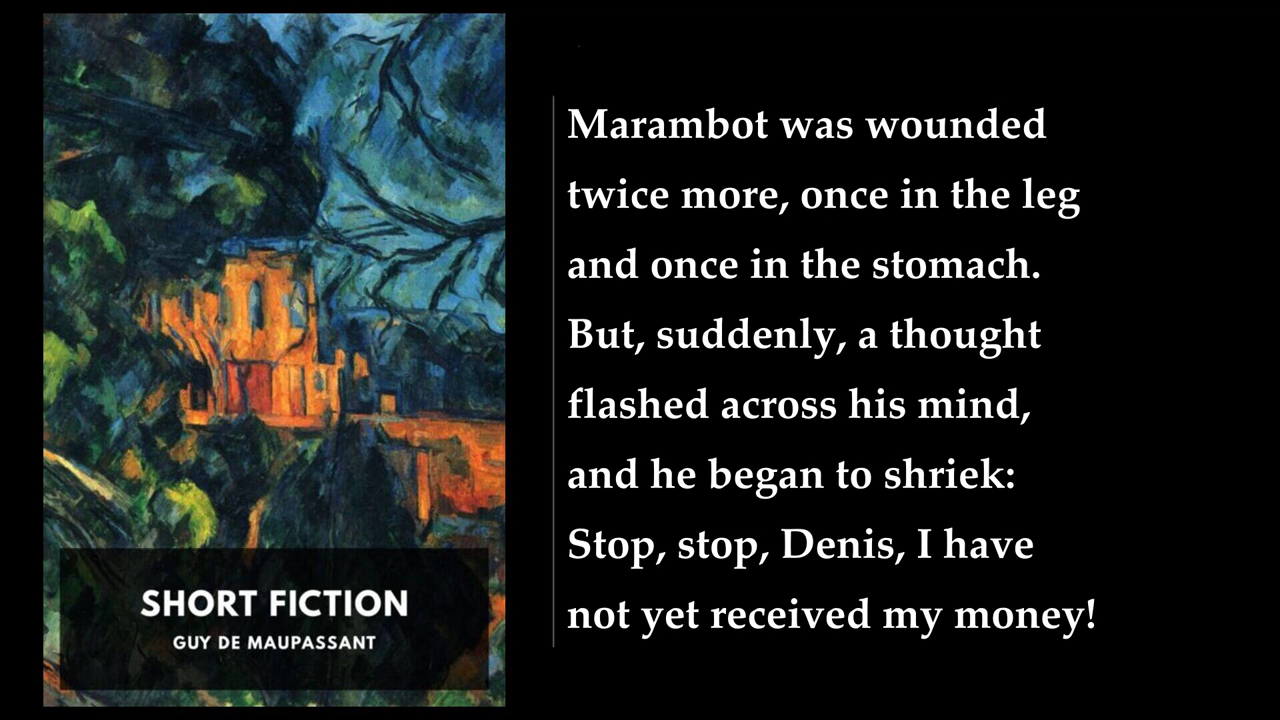 Marambot was wounded
twice more, once in the leg
and once in the stomach.
But, suddenly, a thought
flashed across his mind,
and he began to shriek:
Stop, stop, Denis, I have
not yet received my money!
SHORT FICTION
GUY DE MAUPASSANT